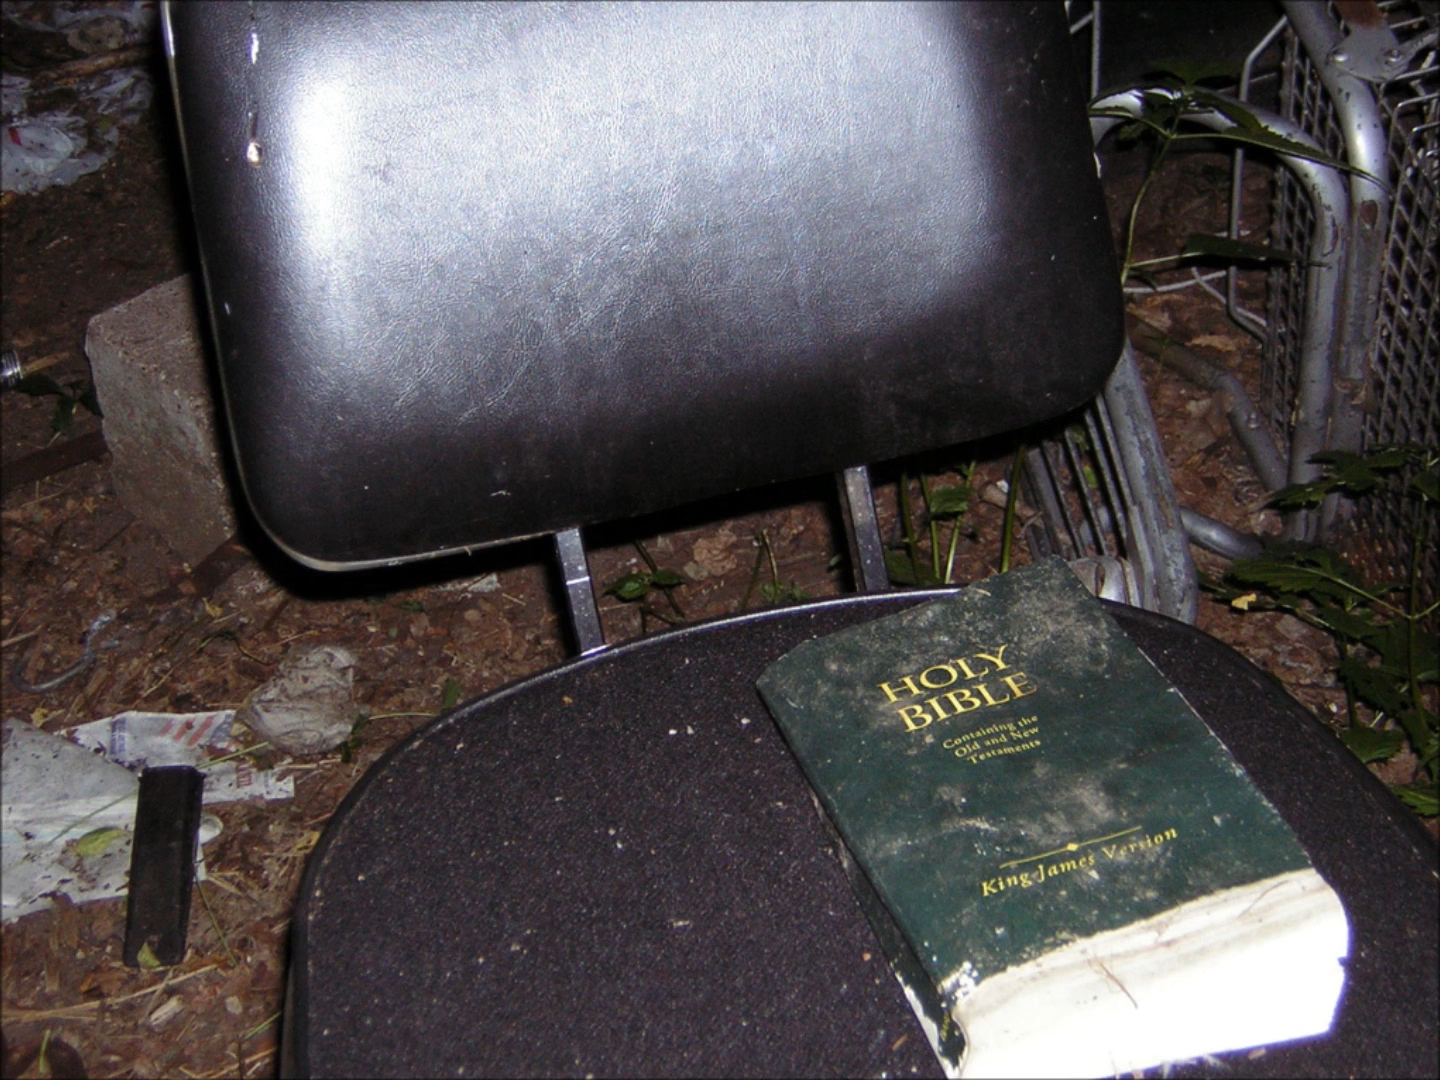 HOLY
BIBLE
Containing the
Old and New
Testaments
King James Version